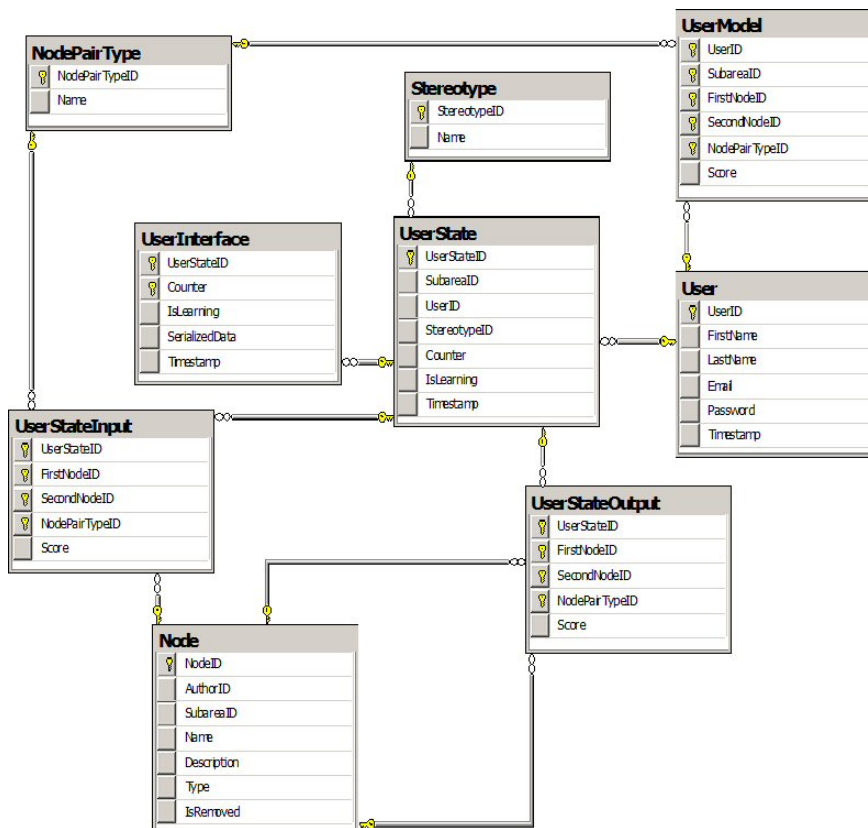 NodePairType
NodePairTypeID
Name
UserModel
UserID
SubareaID
FirstNodeID
SecondNodeID
NodePairTypeID
Score
Stereotype
StereotypeID
Name
UserInterface
UserStateID
Counter
IsLearning
SerializedData
Timestamp
UserState
UserStateID
SubareaID
UserID
StereotypeID
Counter
IsLearning
Timestamp
User
UserID
FirstName
LastName
Email
Password
Timestamp
UserStateInput
UserStateID
FirstNodeID
SecondNodeID
NodePairTypeID
Score
UserStateOutput
UserStateID
FirstNodeID
SecondNodeID
NodePairTypeID
Score
Node
NodeID
AuthorID
SubareaID
Name
Description
Type
IsRemoved